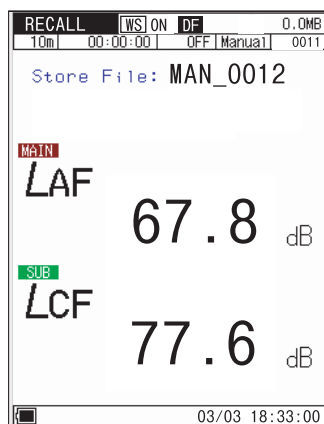 RECALL WS ON DF 0.0MB
10m 00:00:00 OFF Manual 0011
Store File: MAN_0012
MAIN
LAF 67.8 dB
SUB
LCF 77.6 dB
03/03 18:33:00